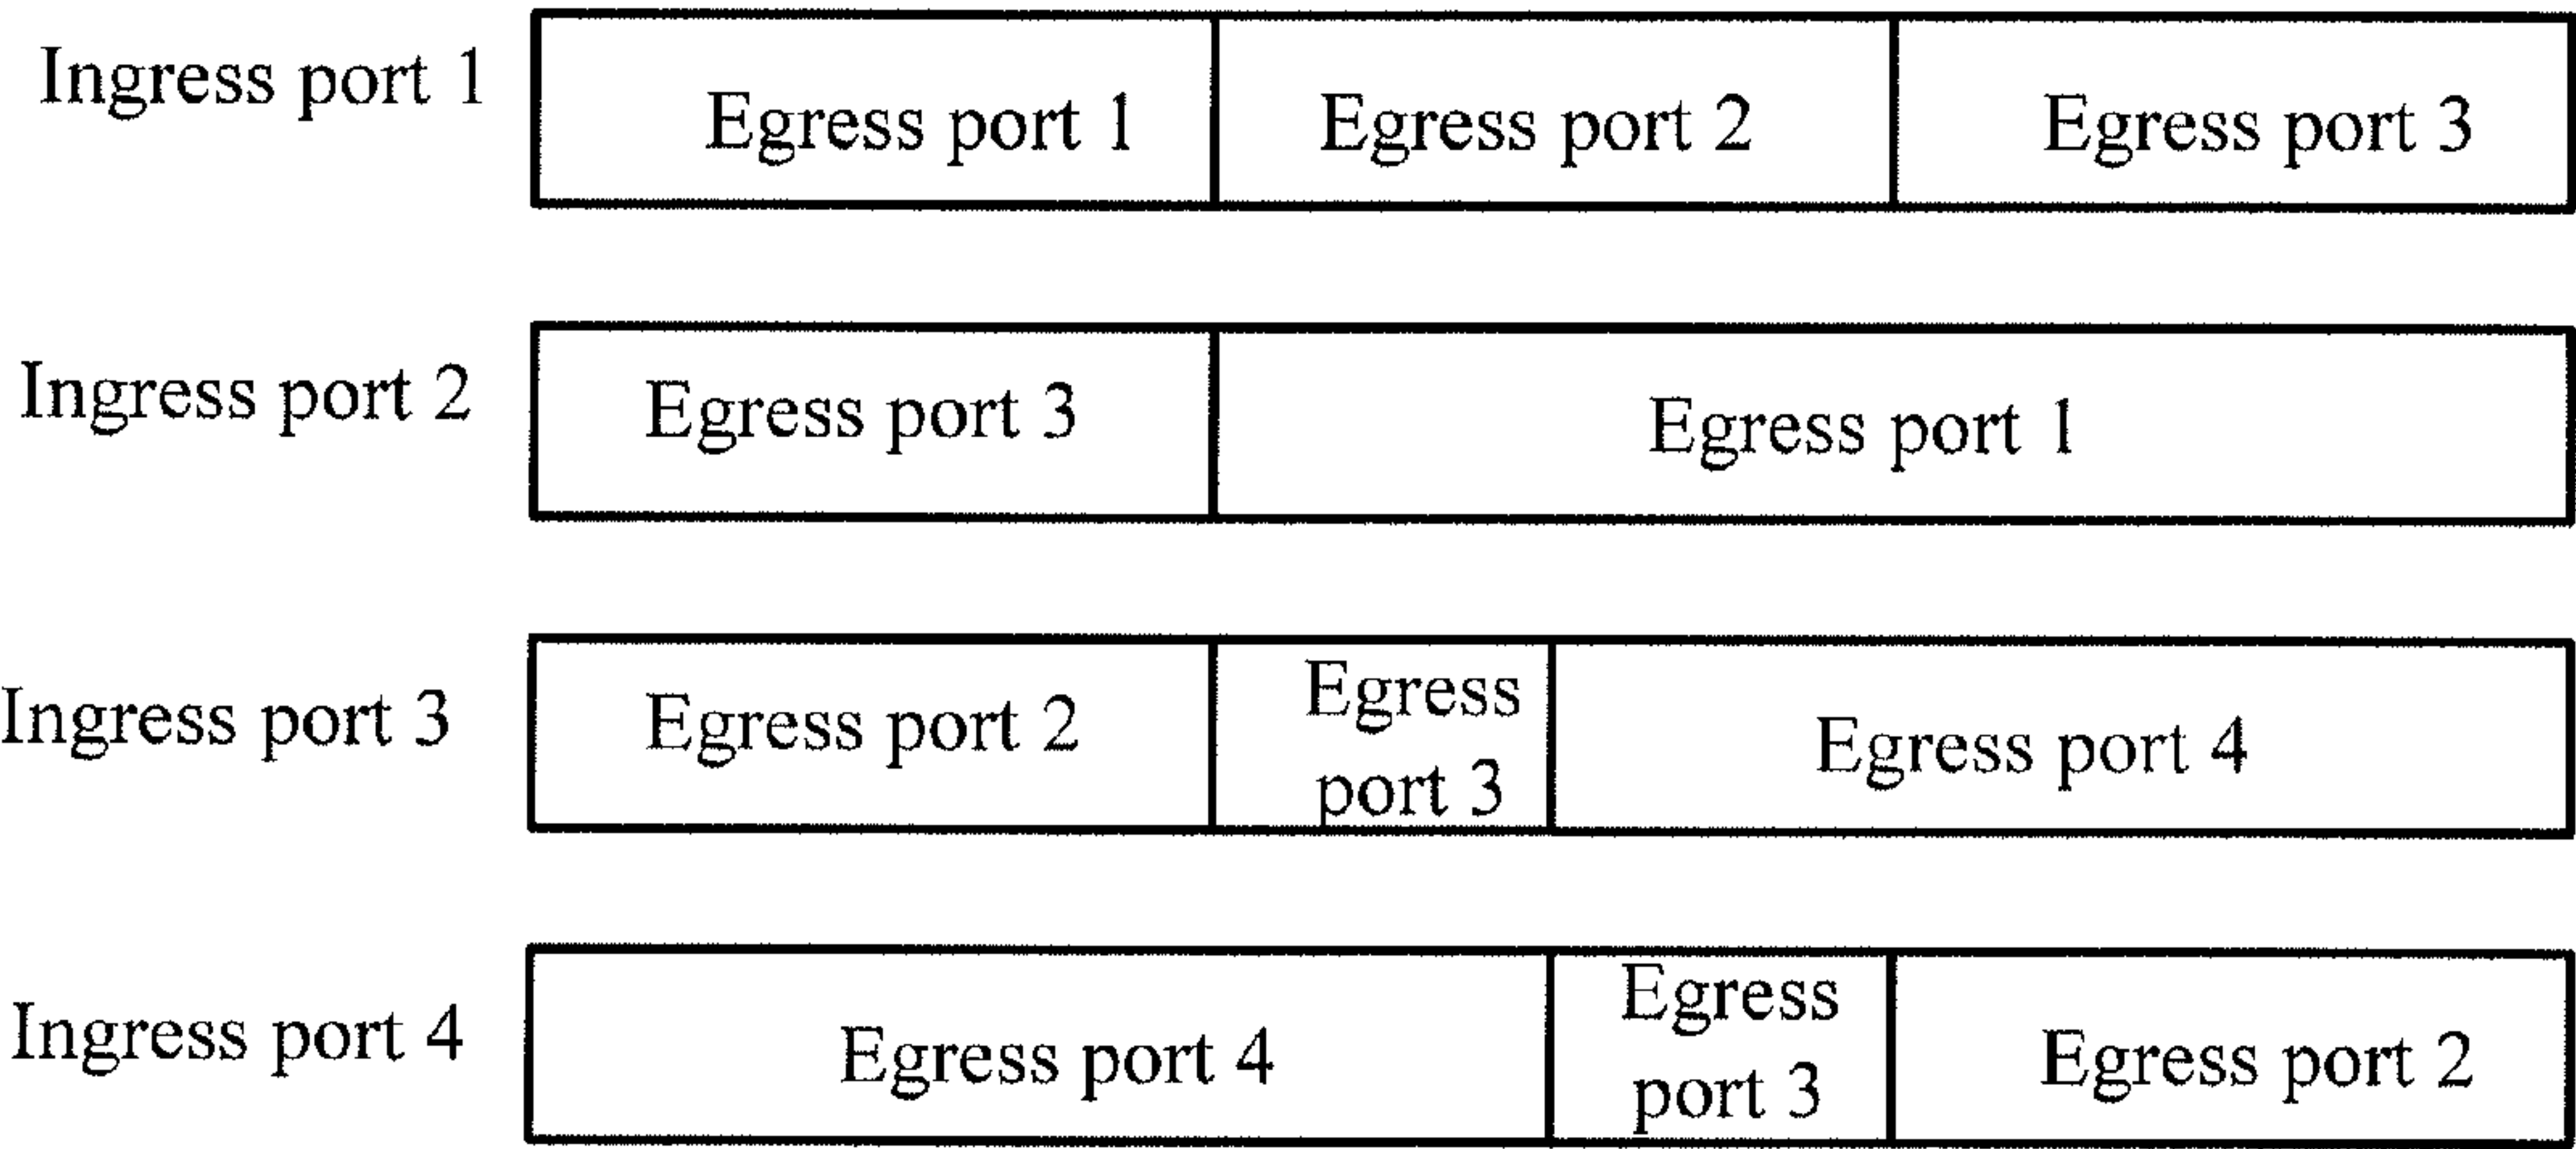 Ingress port 1
Egress port 1
Egress port 2
Egress port 3
Ingress port 2
Egress port 3
Egress port 1
Ingress port 3
Egress port 2
Egress
port 3
Egress port 4
Ingress port 4
Egress port 4
Egress
port 3
Egress port 2